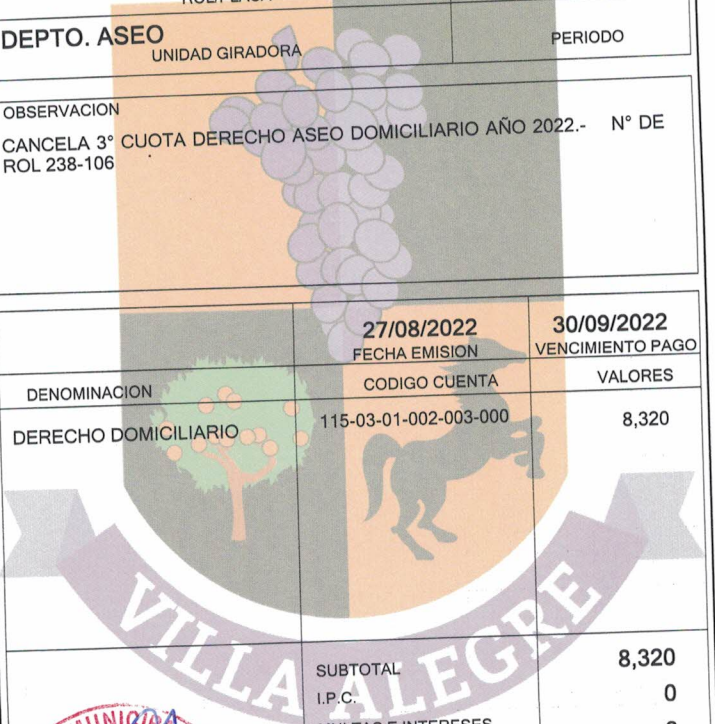 DEPTO. ASEO
UNIDAD GIRADORA
PERIODO
OBSERVACION
CANCELA 3° CUOTA DERECHO ASEO DOMICILIARIO AÑO 2022.- N° DE
ROL 238-106
27/08/2022 30/09/2022
FECHA EMISION VENCIMIENTO PAGO
DENOMINACION CODIGO CUENTA VALORES
DERECHO DOMICILIARIO 115-03-01-002-003-000 8,320
VILLA ALEGRE
SUBTOTAL 8,320
I.P.C. 0